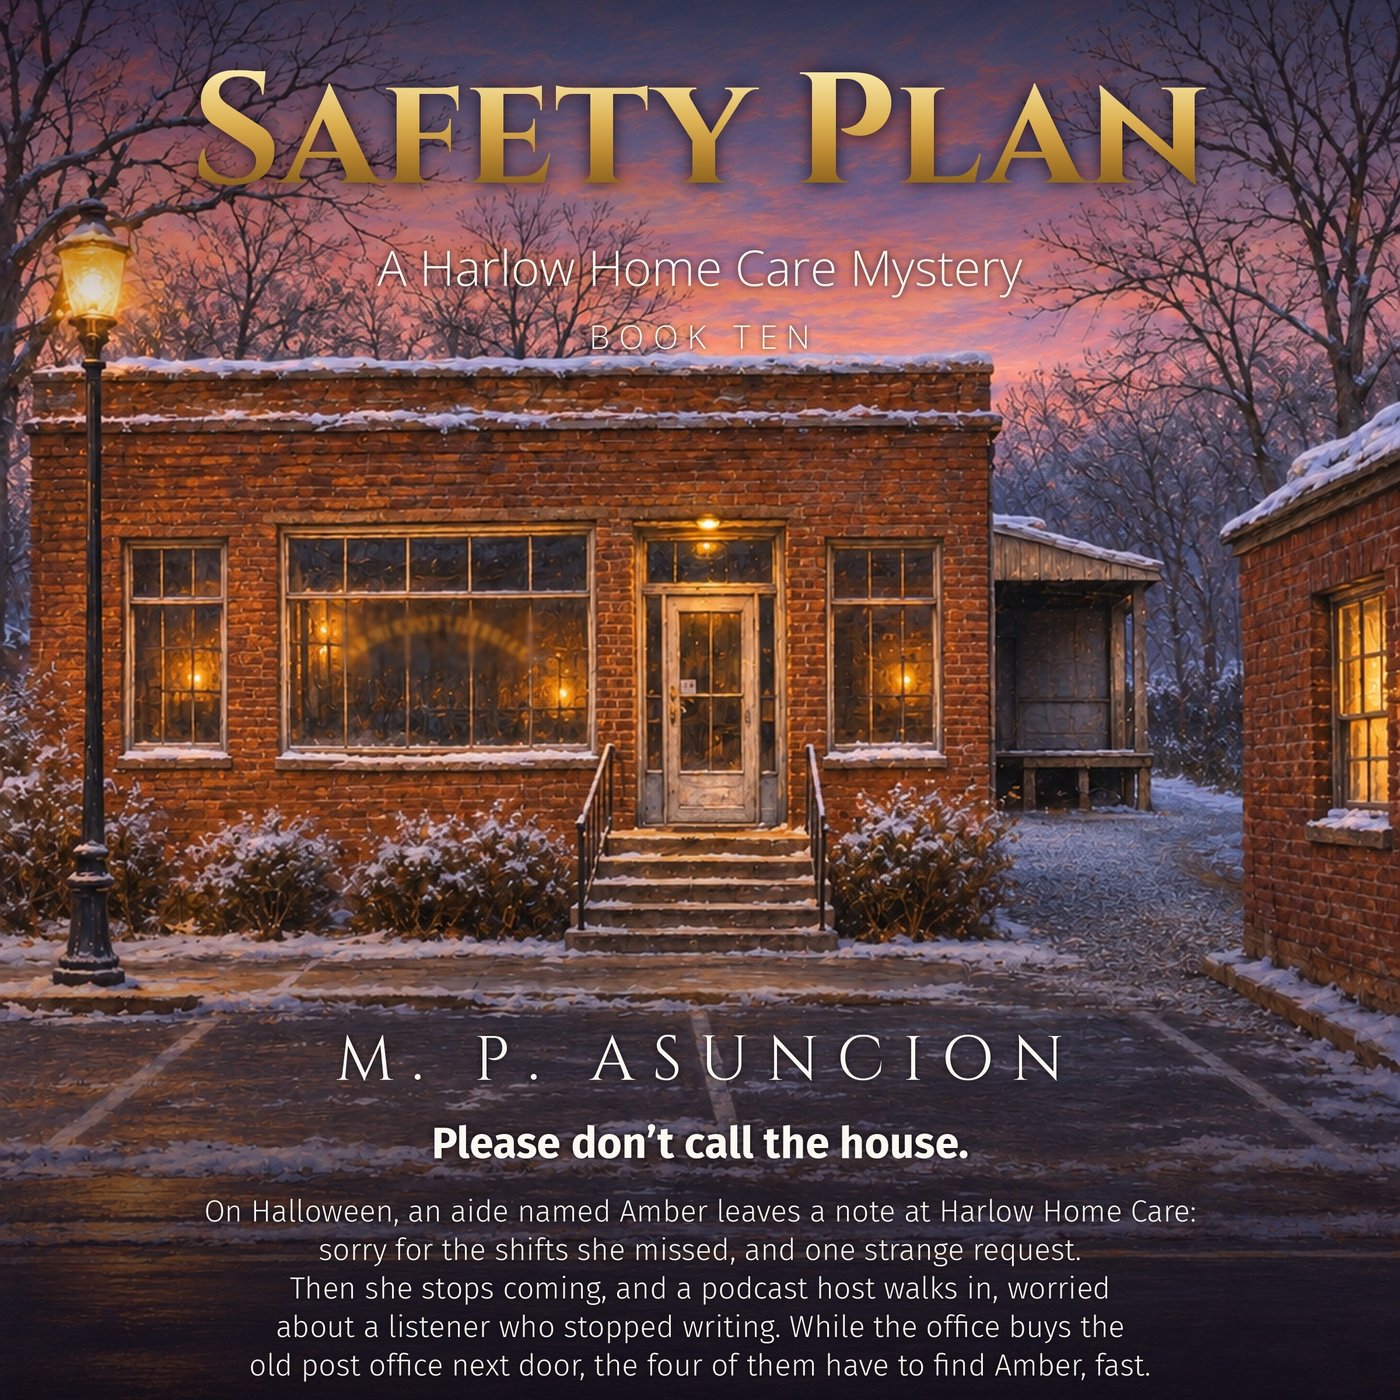 SAFETY PLAN
A Harlow Home Care Mystery
BOOK TEN
M. P. ASUNCION
Please don’t call the house.
On Halloween, an aide named Amber leaves a note at Harlow Home Care:
sorry for the shifts she missed, and one strange request.
Then she stops coming, and a podcast host walks in, worried
about a listener who stopped writing. While the office buys the
old post office next door, the four of them have to find Amber, fast.